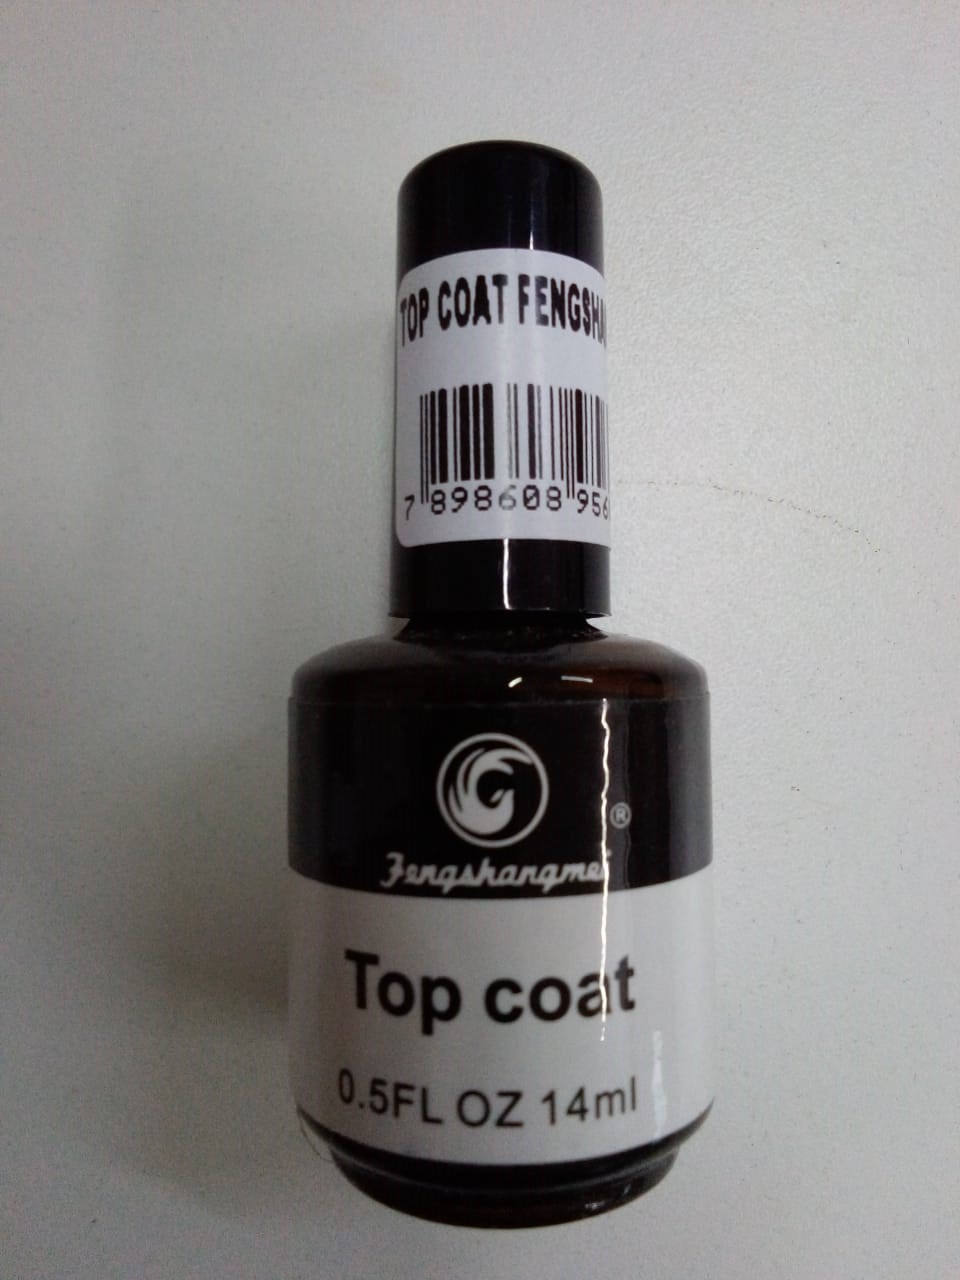 TOP COAT FENGSHA
7 898608 956
®
Fengshangmei
Top coat
0.5FL OZ 14ml